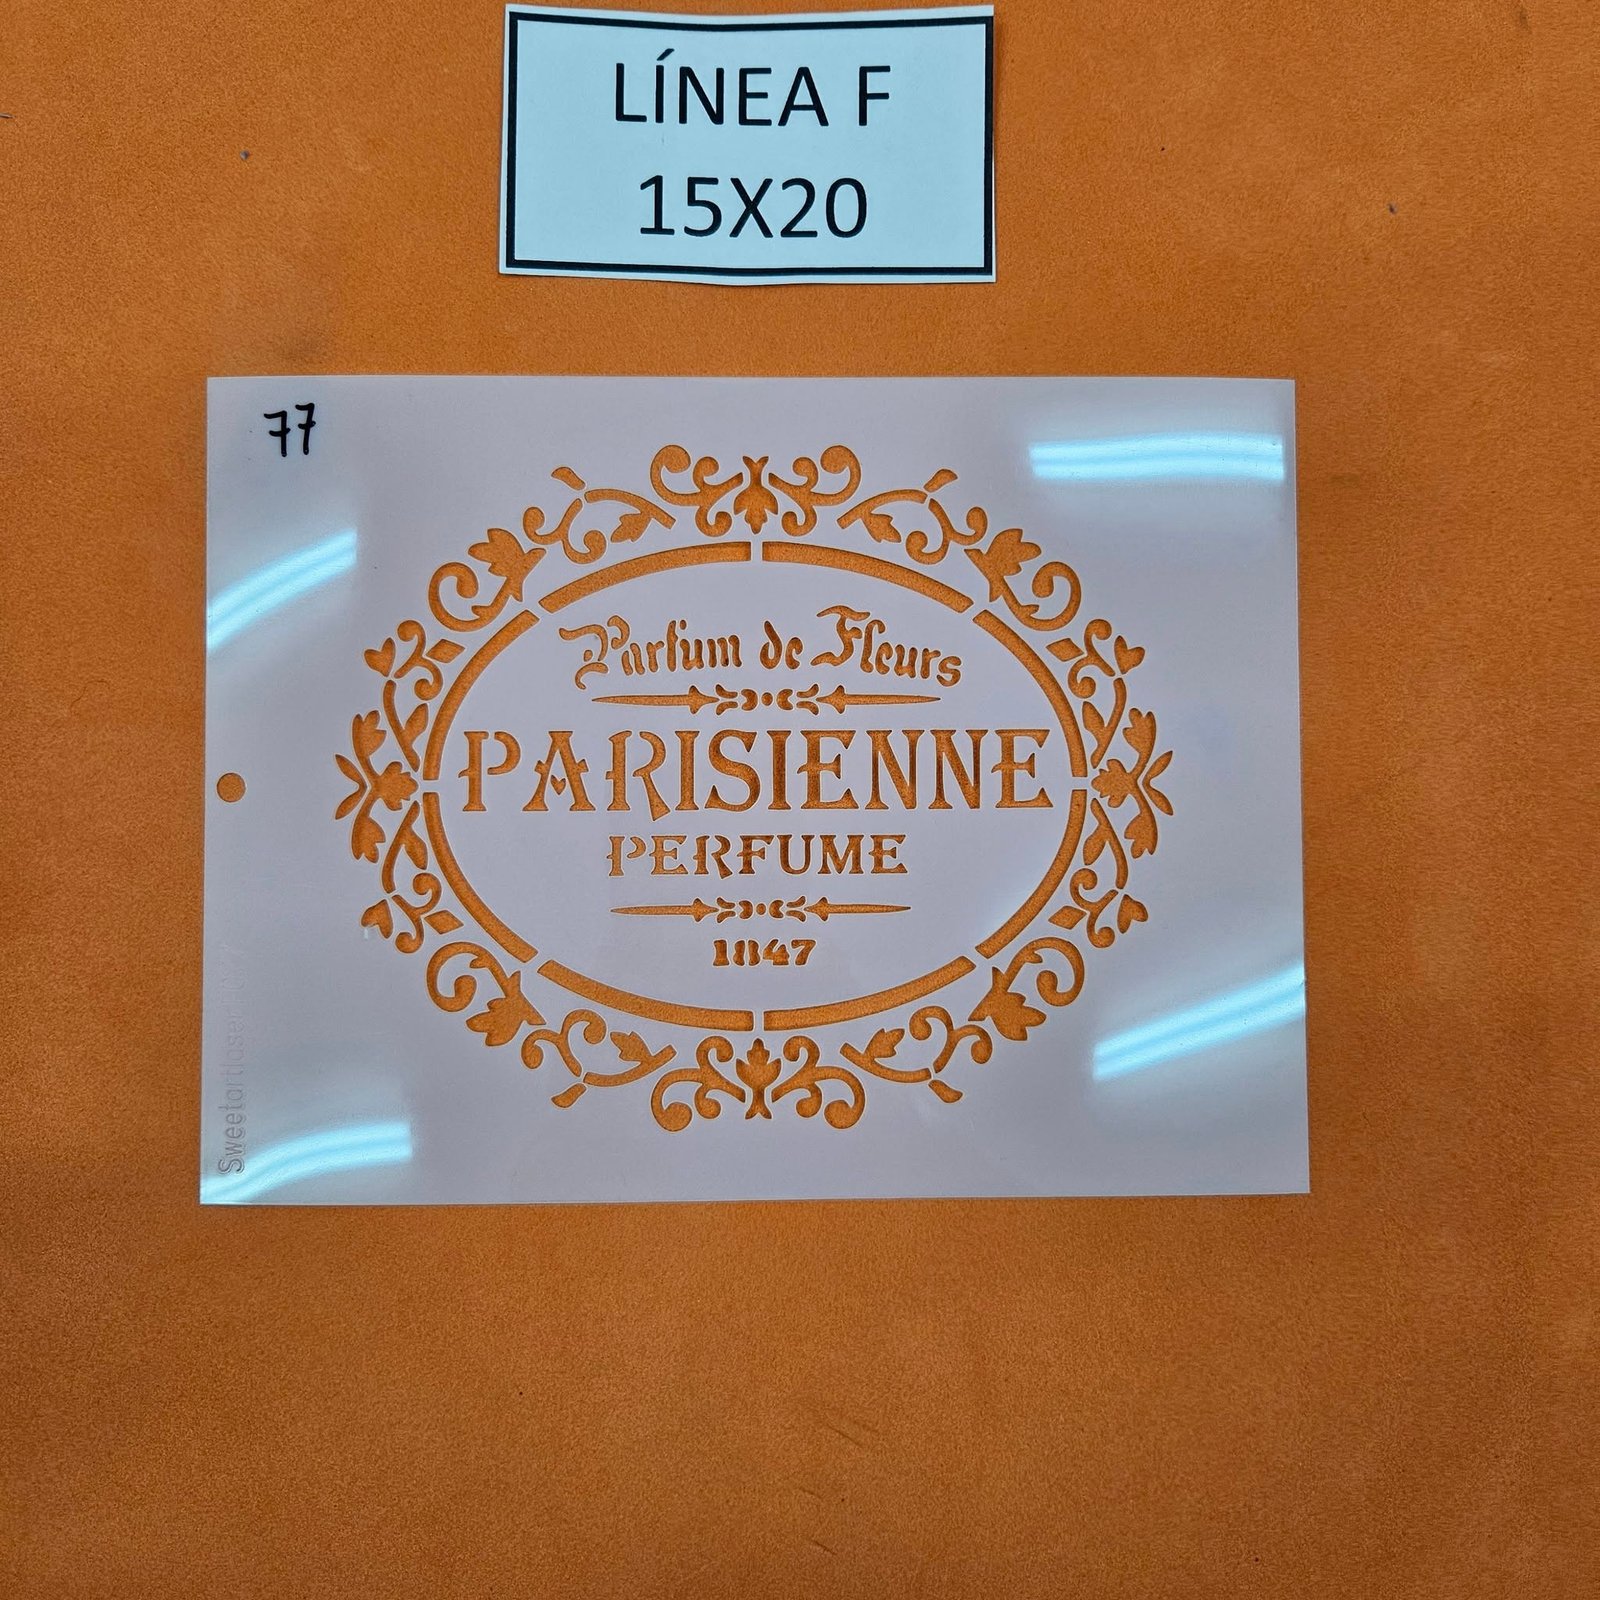 LÍNEA F
15X20
77
Parfum de Fleurs
PARISIENNE
PERFUME
1847